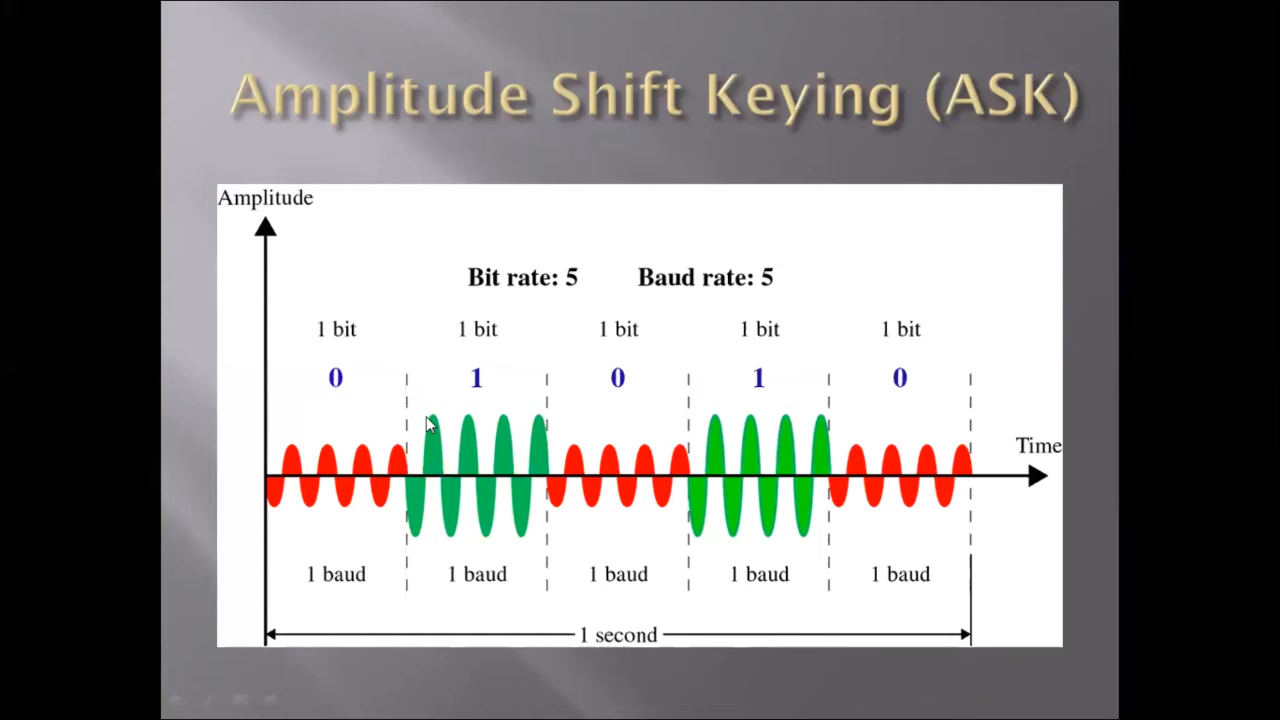 Amplitude Shift Keying (ASK)
Amplitude
Bit rate: 5 Baud rate: 5
1 bit 1 bit 1 bit 1 bit 1 bit
0 1 0 1 0
Time
1 baud 1 baud 1 baud 1 baud 1 baud
1 second